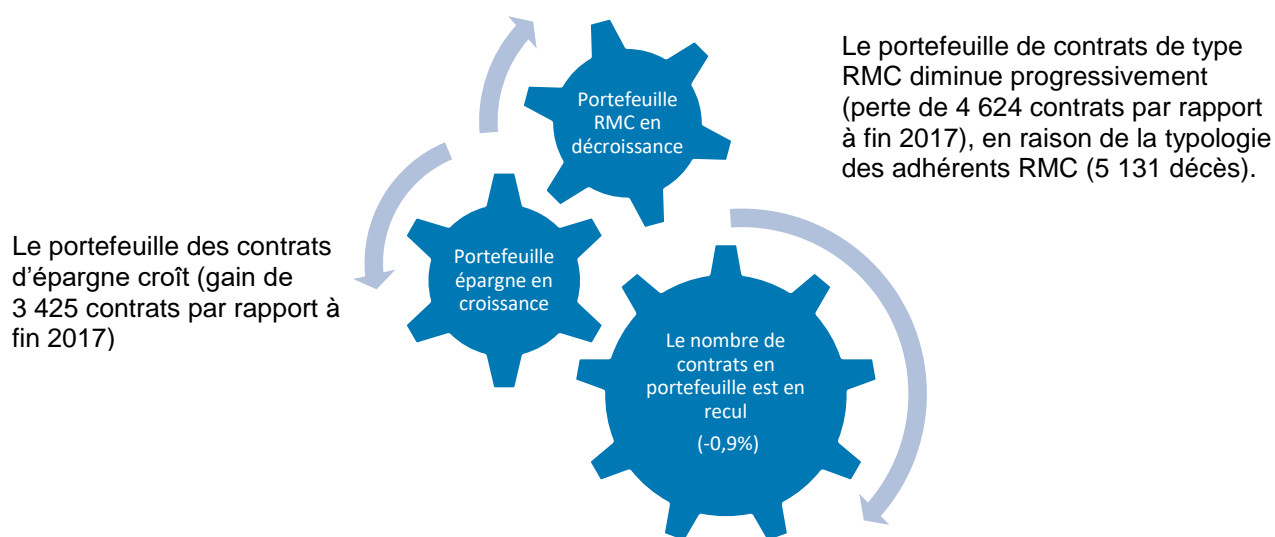 Le portefeuille de contrats de type
RMC diminue progressivement
(perte de 4 624 contrats par rapport
à fin 2017), en raison de la typologie
des adhérents RMC (5 131 décès).
Portefeuille
RMC en
décroissance
Le portefeuille des contrats
d’épargne croît (gain de
3 425 contrats par rapport à
fin 2017)
Portefeuille
épargne en
croissance
Le nombre de
contrats en
portefeuille est en
recul
(-0,9%)